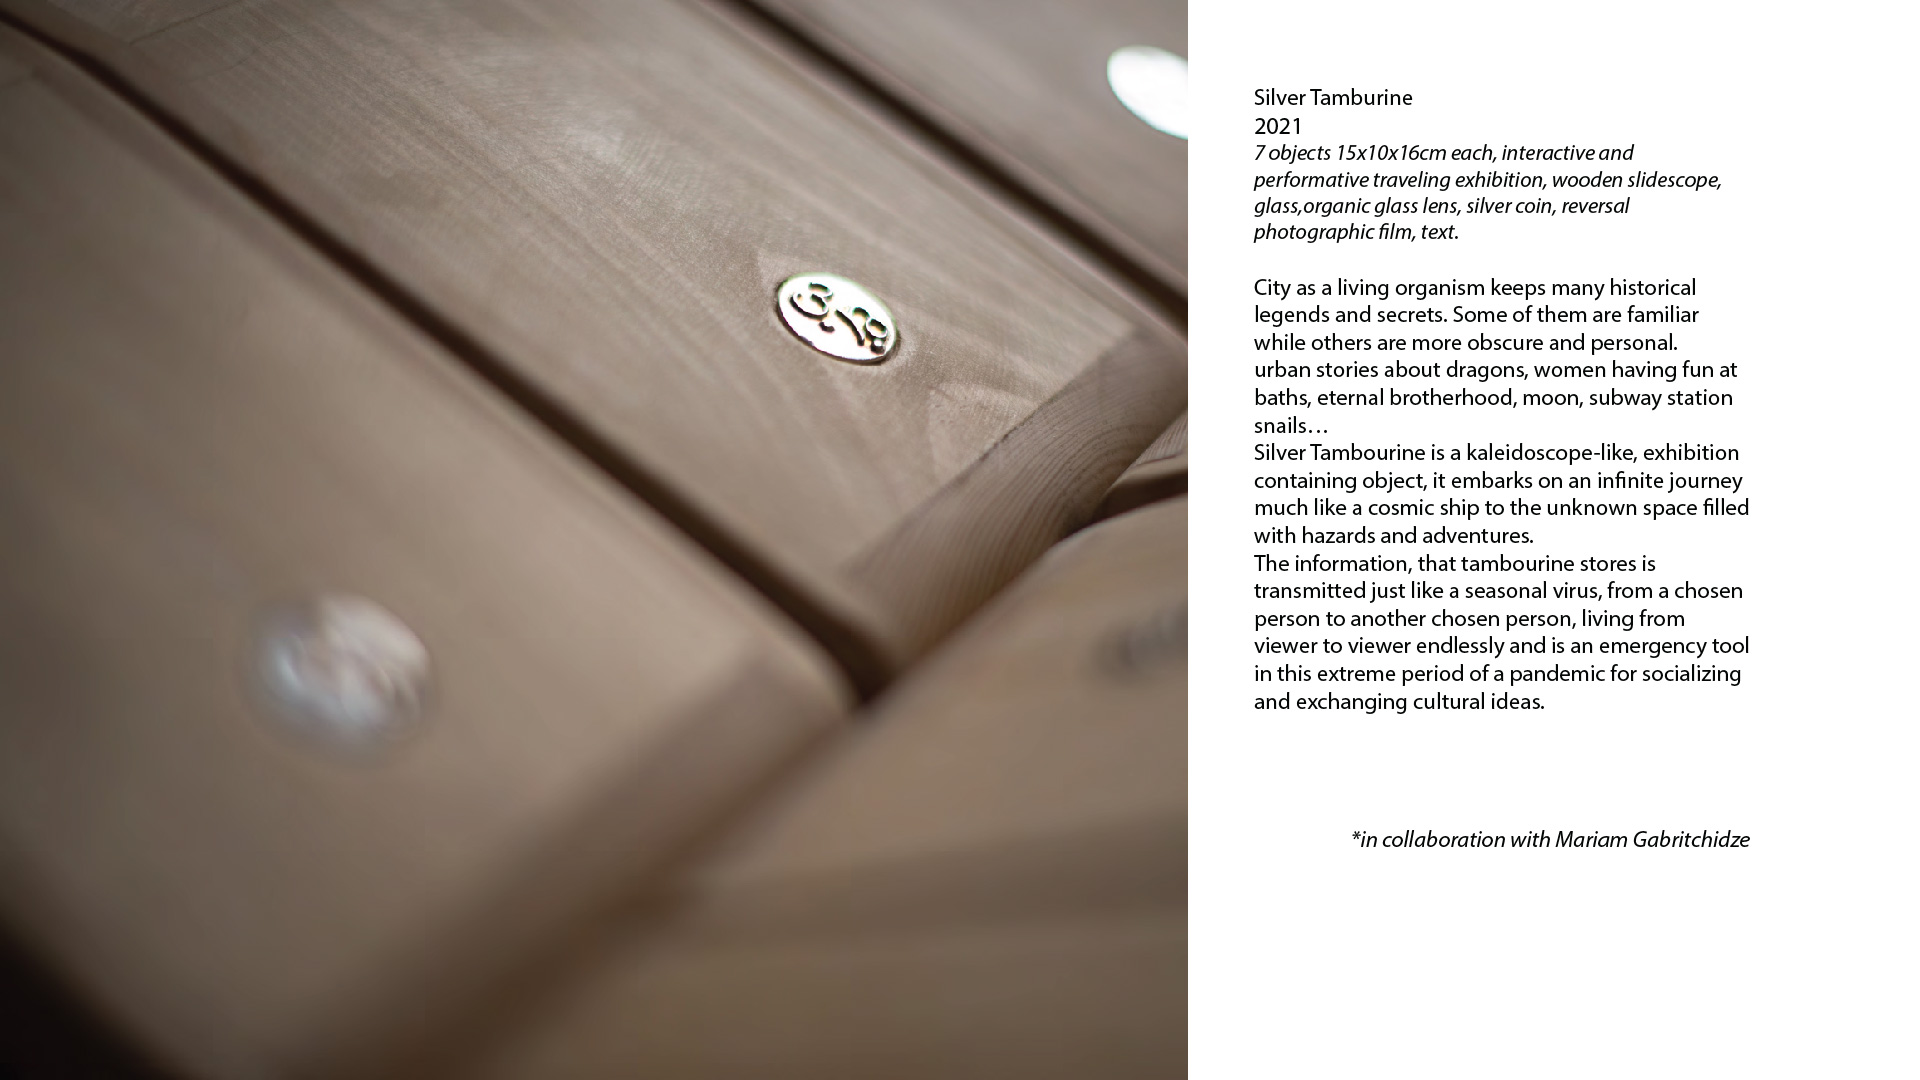 Silver Tamburine
2021
7 objects 15x10x16cm each, interactive and
performative traveling exhibition, wooden slidescope,
glass,organic glass lens, silver coin, reversal
photographic film, text.
City as a living organism keeps many historical
legends and secrets. Some of them are familiar
while others are more obscure and personal.
urban stories about dragons, women having fun at
baths, eternal brotherhood, moon, subway station
snails…
Silver Tambourine is a kaleidoscope-like, exhibition
containing object, it embarks on an infinite journey
much like a cosmic ship to the unknown space filled
with hazards and adventures.
The information, that tambourine stores is
transmitted just like a seasonal virus, from a chosen
person to another chosen person, living from
viewer to viewer endlessly and is an emergency tool
in this extreme period of a pandemic for socializing
and exchanging cultural ideas.
*in collaboration with Mariam Gabritchidze